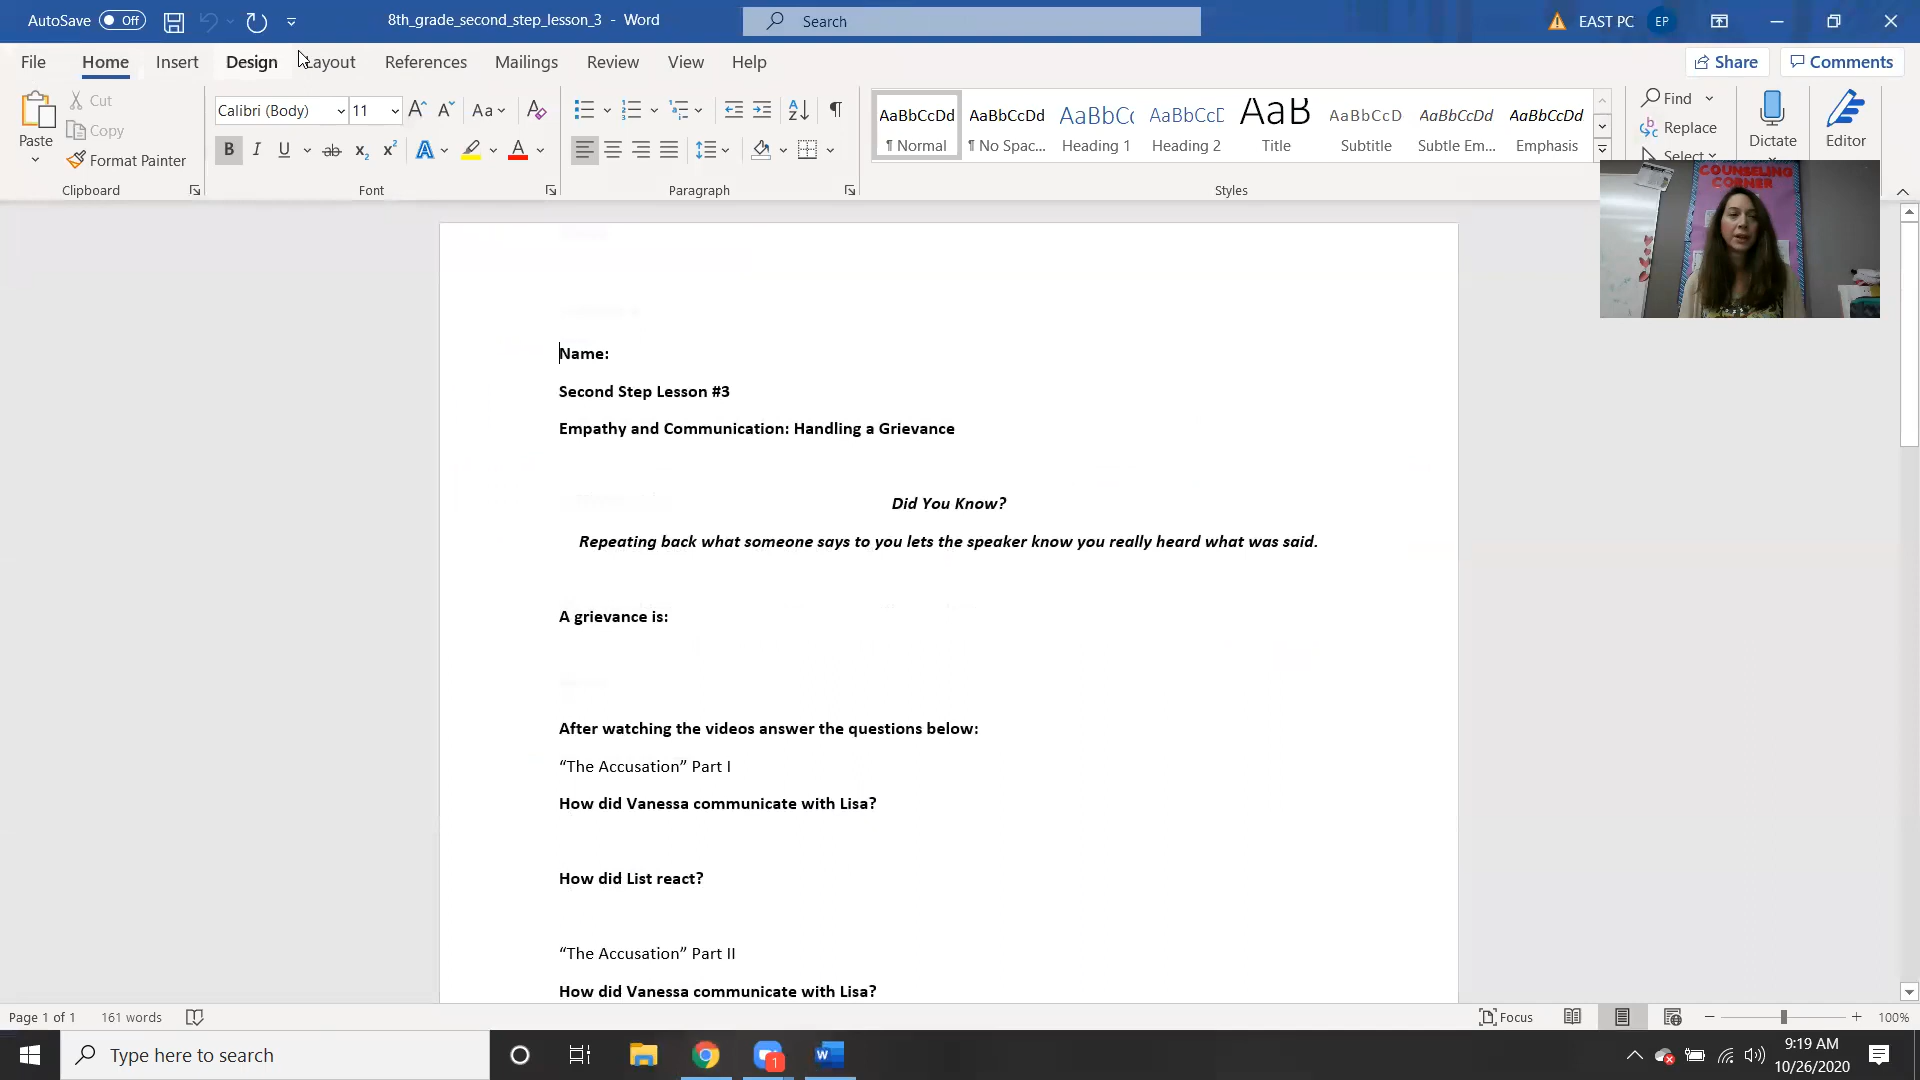 AutoSave Off 8th_grade_second_step_lesson_3 - Word Search EAST PC EP
File Home Insert Design Layout References Mailings Review View Help Share Comments
Paste Cut Copy Format Painter Clipboard
Calibri (Body) 11 Font
Paragraph
AaBbCcDd ¶ Normal
AaBbCcDd ¶ No Spac...
AaBbCc Heading 1
AaBbCcD Heading 2
AaB Title
AaBbCcD Subtitle
AaBbCcDd Subtle Em...
AaBbCcDd Emphasis
Styles
Find Replace Select
Dictate
Editor
COUNSELING
CORNER
Name:
Second Step Lesson #3
Empathy and Communication: Handling a Grievance
Did You Know?
Repeating back what someone says to you lets the speaker know you really heard what was said.
A grievance is:
After watching the videos answer the questions below:
“The Accusation” Part I
How did Vanessa communicate with Lisa?
How did List react?
“The Accusation” Part II
How did Vanessa communicate with Lisa?
Page 1 of 1 161 words Focus 100%
Type here to search 1 9:19 AM
10/26/2020